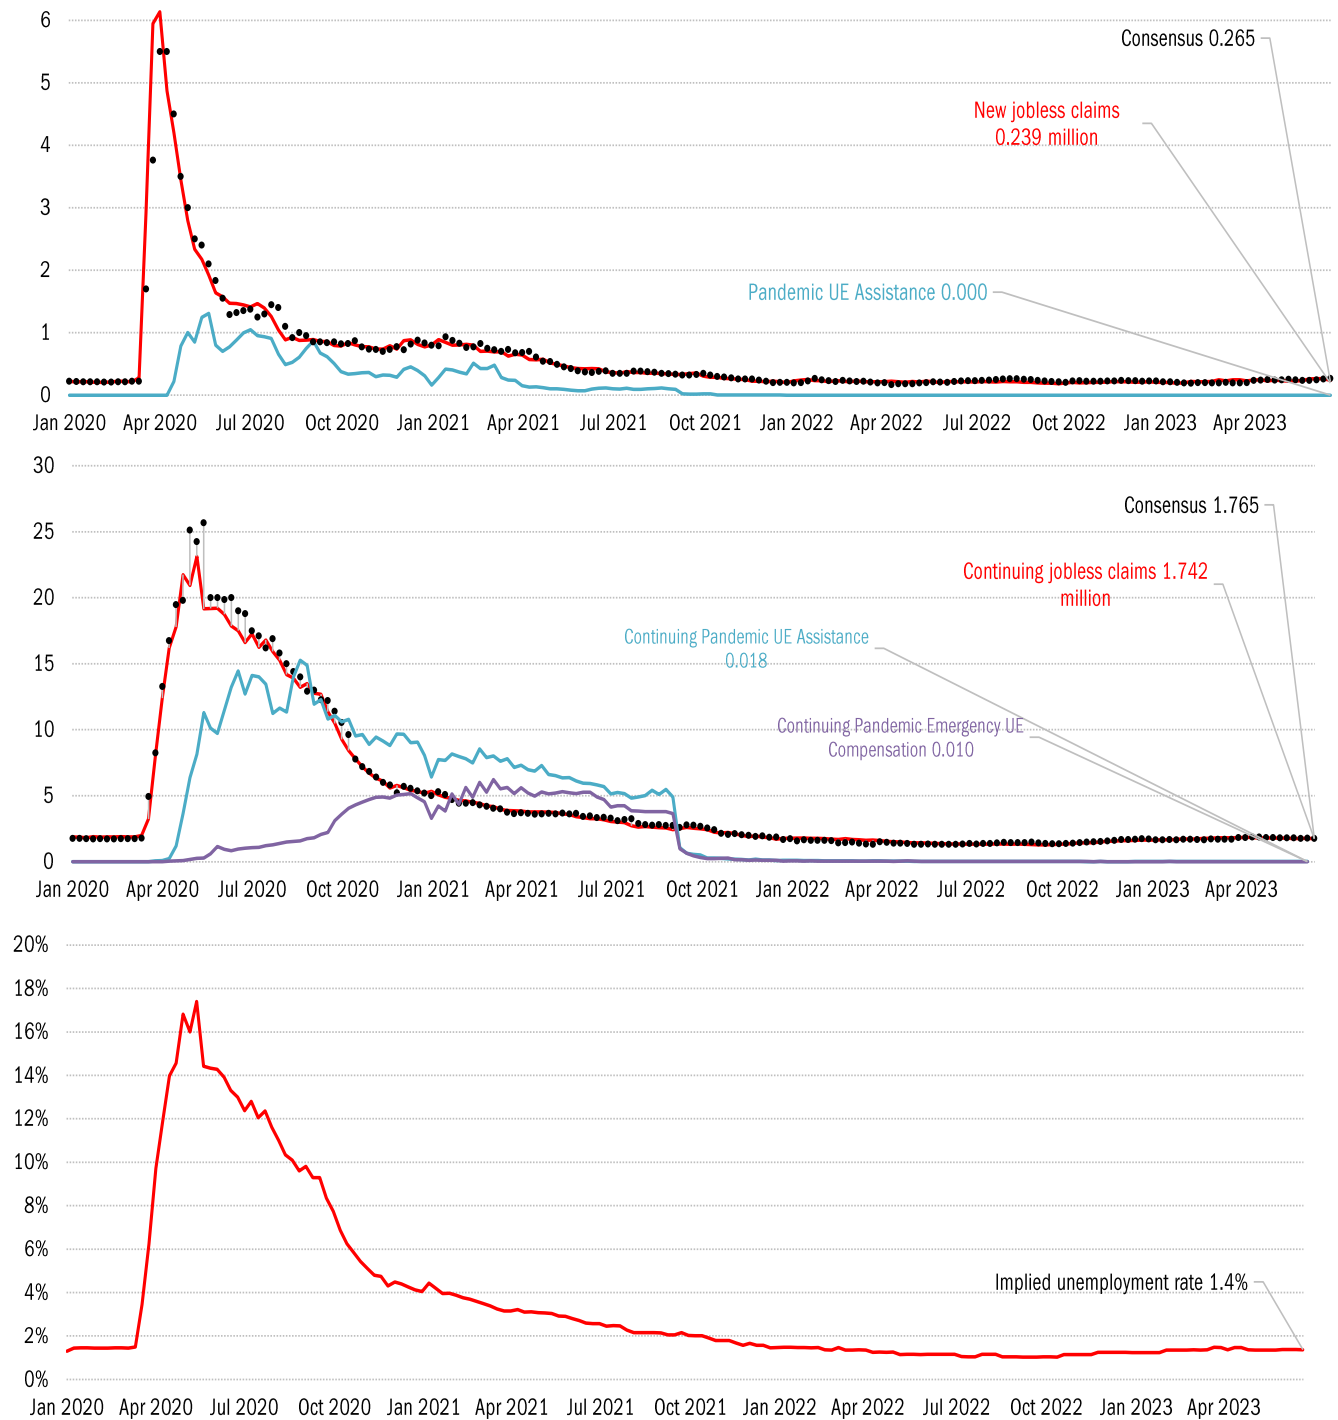 6
Consensus 0.265
5
New jobless claims
0.239 million
4
3
Pandemic UE Assistance 0.000
2
1
0
Jan 2020 Apr 2020 Jul 2020 Oct 2020 Jan 2021 Apr 2021 Jul 2021 Oct 2021 Jan 2022 Apr 2022 Jul 2022 Oct 2022 Jan 2023 Apr 2023
30
Consensus 1.765
25
Continuing jobless claims 1.742
million
20
Continuing Pandemic UE Assistance
0.018
15
Continuing Pandemic Emergency UE
Compensation 0.010
10
5
0
Jan 2020 Apr 2020 Jul 2020 Oct 2020 Jan 2021 Apr 2021 Jul 2021 Oct 2021 Jan 2022 Apr 2022 Jul 2022 Oct 2022 Jan 2023 Apr 2023
20%
18%
16%
14%
12%
10%
8%
6%
Implied unemployment rate 1.4%
4%
2%
0%
Jan 2020 Apr 2020 Jul 2020 Oct 2020 Jan 2021 Apr 2021 Jul 2021 Oct 2021 Jan 2022 Apr 2022 Jul 2022 Oct 2022 Jan 2023 Apr 2023